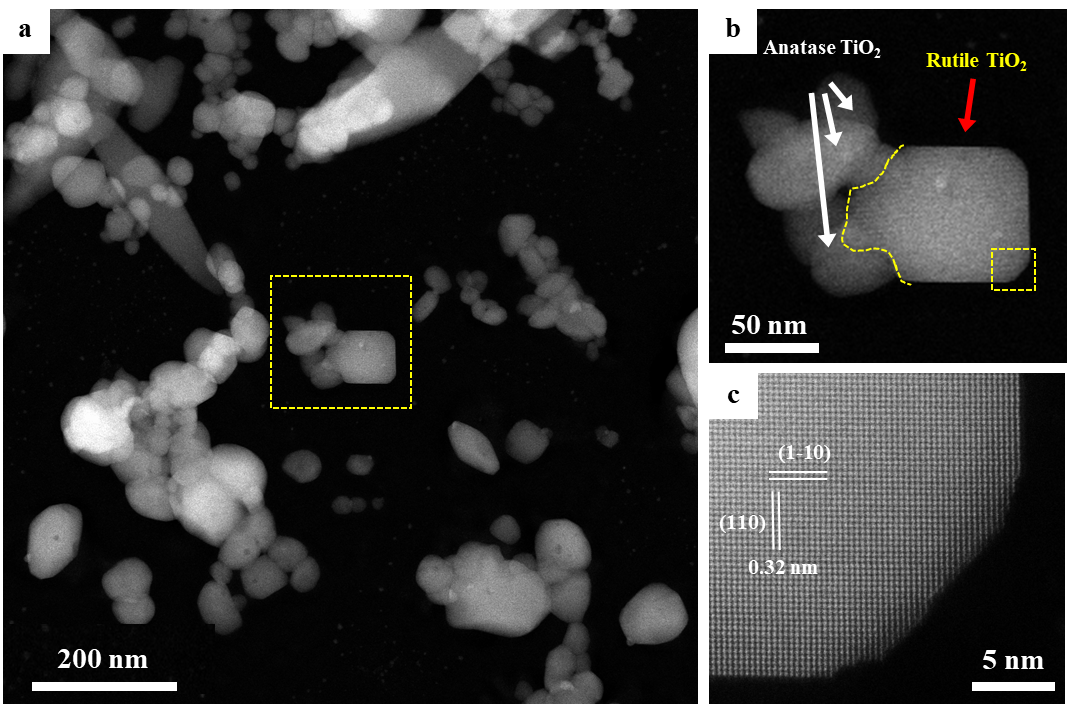 a
200 nm
b
Anatase TiO₂
Rutile TiO₂
50 nm
c
(1-10)
(110)
0.32 nm
5 nm